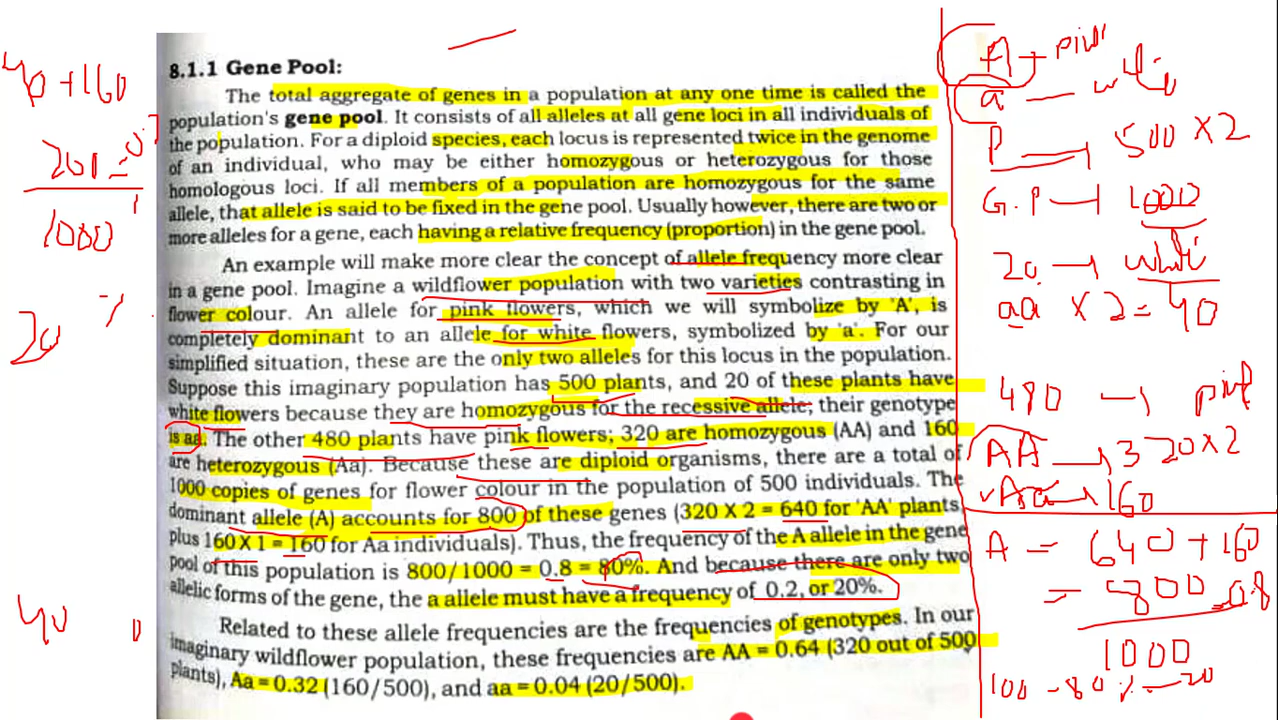 8.1.1 Gene Pool:
The total aggregate of genes in a population at any one time is called the
population's gene pool. It consists of all alleles at all gene loci in all individuals of
the population. For a diploid species, each locus is represented twice in the genome
of an individual, who may be either homozygous or heterozygous for those
homologous loci. If all members of a population are homozygous for the same
allele, that allele is said to be fixed in the gene pool. Usually however, there are two or
more alleles for a gene, each having a relative frequency (proportion) in the gene pool.
An example will make more clear the concept of allele frequency more clear
in a gene pool. Imagine a wildflower population with two varieties contrasting in
flower colour. An allele for pink flowers, which we will symbolize by 'A', is
completely dominant to an allele for white flowers, symbolized by 'a'. For our
simplified situation, these are the only two alleles for this locus in the population.
Suppose this imaginary population has 500 plants, and 20 of these plants have
white flowers because they are homozygous for the recessive allele; their genotype
is aa. The other 480 plants have pink flowers; 320 are homozygous (AA) and 160
are heterozygous (Aa). Because these are diploid organisms, there are a total of
1000 copies of genes for flower colour in the population of 500 individuals. The
dominant allele (A) accounts for 800 of these genes (320 X 2 = 640 for 'AA' plants
plus 160 X 1 = 160 for Aa individuals). Thus, the frequency of the A allele in the gene
pool of this population is 800/1000 = 0.8 = 80%. And because there are only two
allelic forms of the gene, the a allele must have a frequency of 0.2, or 20%.
Related to these allele frequencies are the frequencies of genotypes. In our
imaginary wildflower population, these frequencies are AA = 0.64 (320 out of 500
plants), Aa = 0.32 (160/500), and aa = 0.04 (20/500).
40 + 160
1000
20
40
A
a
P 500 X 2
G.P 1000
20
aa X 2 = 40
480
AA 320 X 2
Aa 160
A = 640 + 160
= 800 = 0.8
1000
100 - 80 % 20